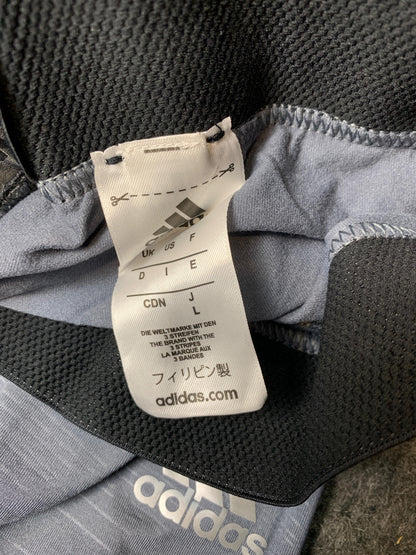 UK US F
D I E
CDN J
L
DIE WELTMARKE MIT DEN
3 STREIFEN
THE BRAND WITH THE
3 STRIPES
LA MARQUE AUX
3 BANDES
フィリピン製
adidas.com
adidas